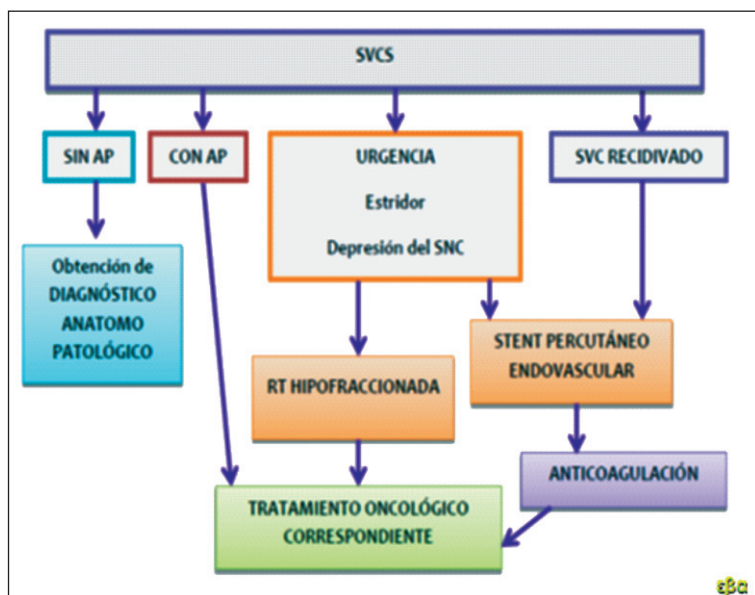 SVCS
SIN AP
CON AP
URGENCIA
Estridor
Depresión del SNC
SVC RECIDIVADO
Obtención de
DIAGNÓSTICO
ANATOMO
PATOLÓGICO
RT HIPOFRACCIONADA
STENT PERCUTÁNEO
ENDOVASCULAR
ANTICOAGULACIÓN
TRATAMIENTO ONCOLÓGICO
CORRESPONDIENTE
εβα